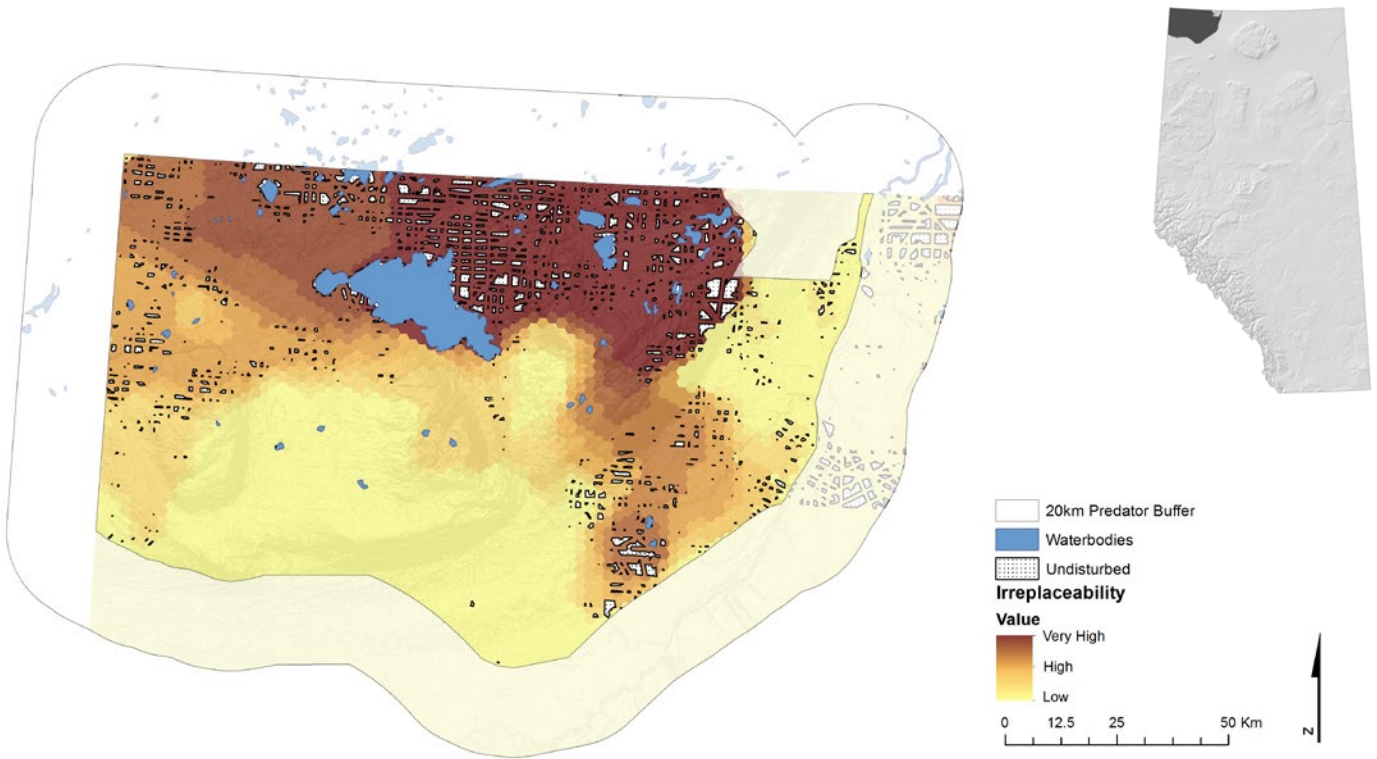 20km Predator Buffer
Waterbodies
Undisturbed
Irreplaceability
Value
Very High
High
Low
0 12.5 25 50 Km
N